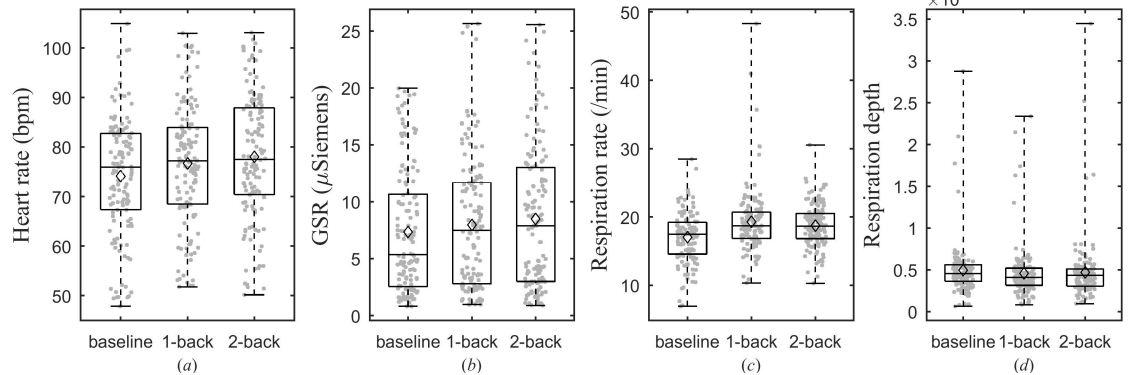 ×10
Heart rate (bpm)
100
90
80
70
60
50
baseline 1-back 2-back
(a)
GSR (μSiemens)
25
20
15
10
5
0
baseline 1-back 2-back
(b)
Respiration rate (/min)
50
40
30
20
10
baseline 1-back 2-back
(c)
Respiration depth
3.5
3
2.5
2
1.5
1
0.5
0
baseline 1-back 2-back
(d)